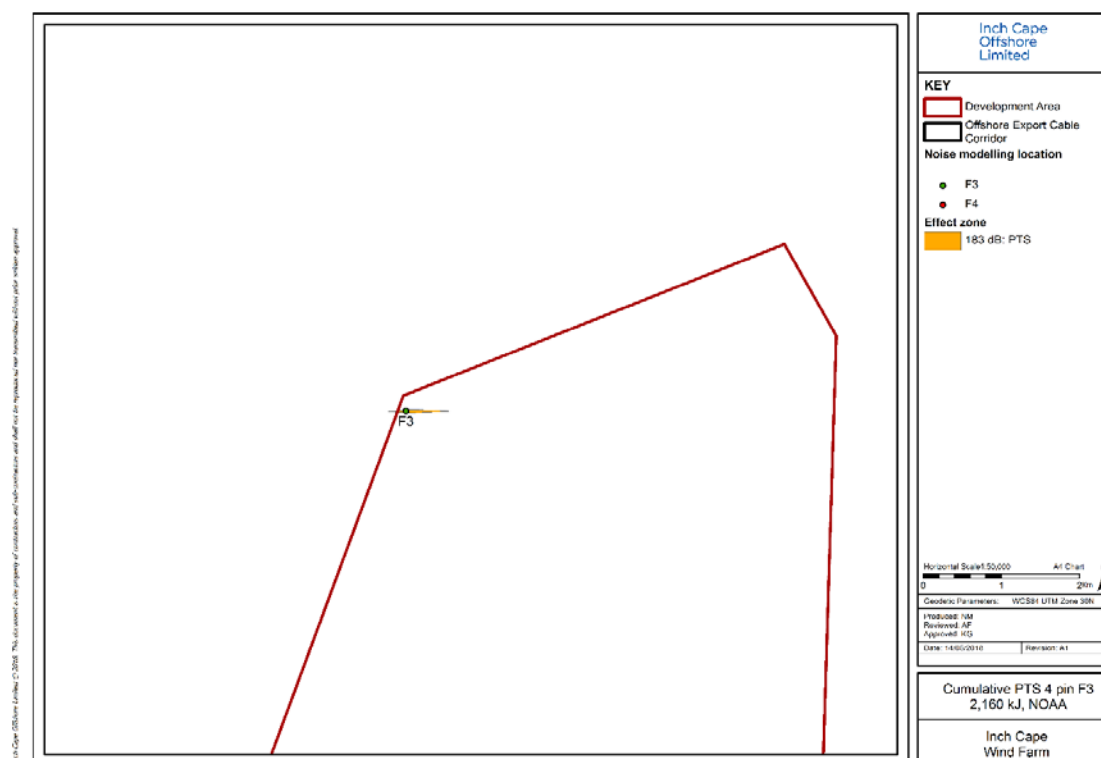 Inch Cape
Offshore
Limited
KEY
Development Area
Offshore Export Cable
Corridor
Noise modelling location
F3
F4
Effect zone
183 dB: PTS
F3
Horizontal Scale1:50,000 A4 Chart
0 1 2Km
Geodetic Parameters: WGS84 UTM Zone 30N
Produced: NM
Reviewed: AF
Approved: KG
Date: 14/05/2018 Revision: A1
Cumulative PTS 4 pin F3
2,160 kJ, NOAA
Inch Cape
Wind Farm